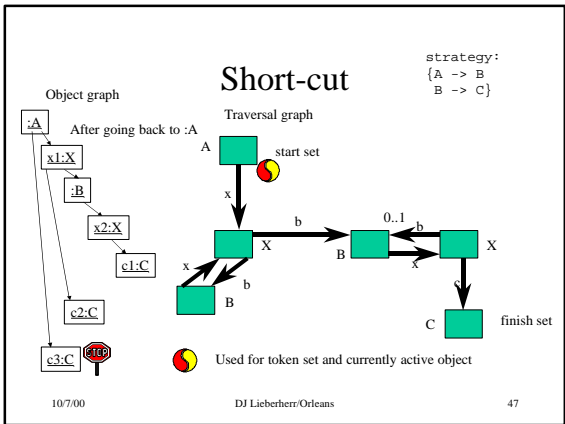 Short-cut
strategy:
{A -> B
B -> C}
Object graph
:A
After going back to :A
x1:X
:B
x2:X
c1:C
c2:C
c3:C
STOP
Traversal graph
A
start set
x
b
0..1
b
X
B
x
X
x
b
B
c
C
finish set
Used for token set and currently active object
10/7/00
DJ Lieberherr/Orleans
47